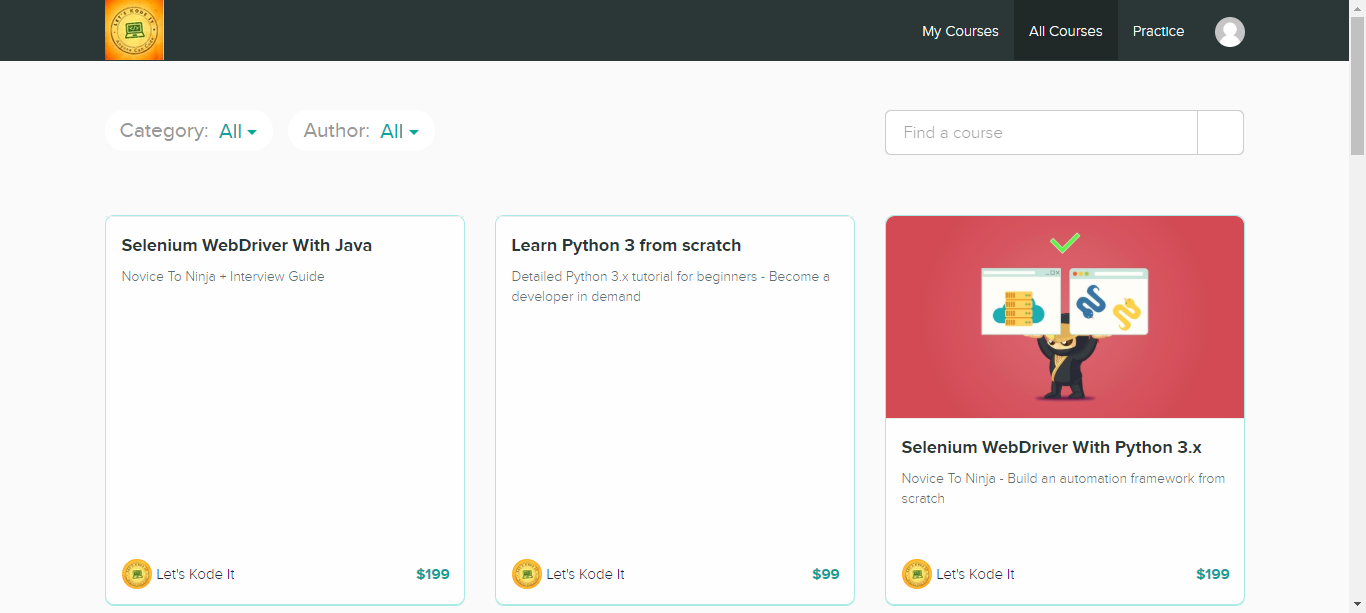 LET'S KODE IT
My Courses
All Courses
Practice
Category: All
Author: All
Find a course
Selenium WebDriver With Java
Novice To Ninja + Interview Guide
Let's Kode It
$199
Learn Python 3 from scratch
Detailed Python 3.x tutorial for beginners - Become a
developer in demand
Let's Kode It
$99
Selenium WebDriver With Python 3.x
Novice To Ninja - Build an automation framework from
scratch
Let's Kode It
$199